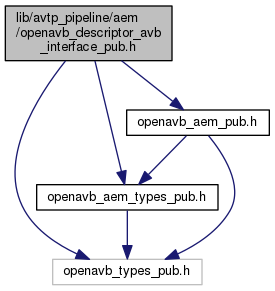 lib/avtp_pipeline/aem
/openavb_descriptor_avb
_interface_pub.h
openavb_aem_pub.h
openavb_aem_types_pub.h
openavb_types_pub.h